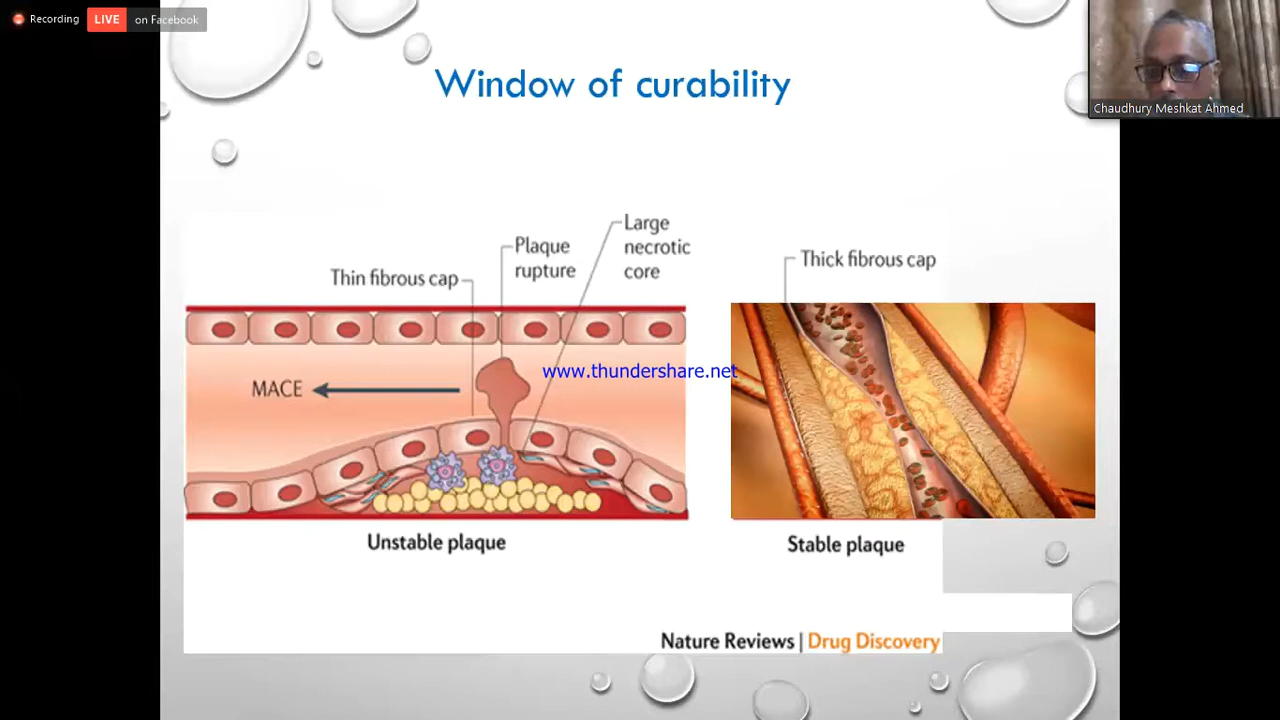 Recording
LIVE on Facebook
Window of curability
Chaudhury Meshkat Ahmed
Large
necrotic
core
Plaque
rupture
Thin fibrous cap
Thick fibrous cap
www.thundershare.net
MACE
Unstable plaque
Stable plaque
Nature Reviews | Drug Discovery